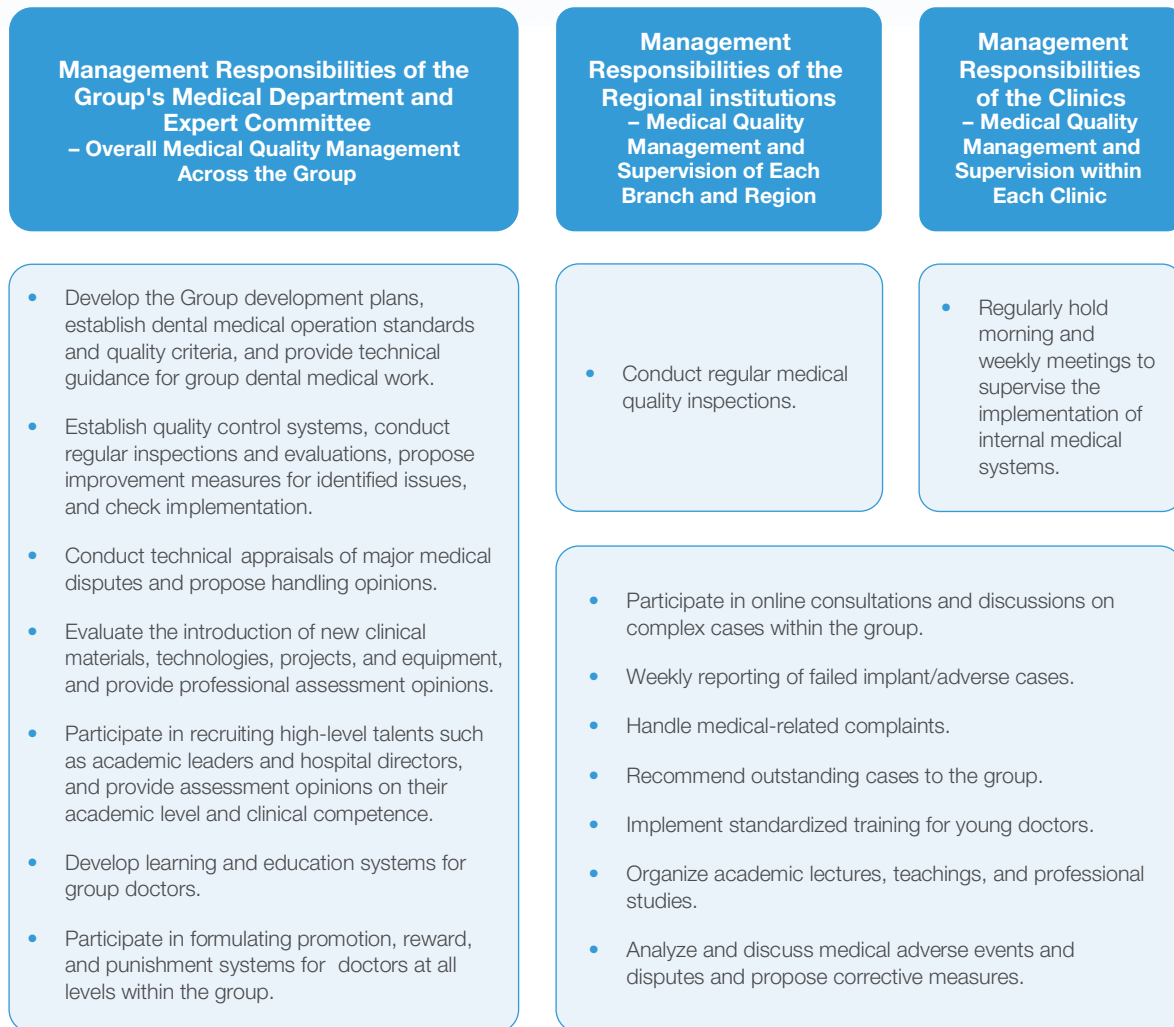 Management Responsibilities of the
Group's Medical Department and
Expert Committee
– Overall Medical Quality Management
Across the Group
Management
Responsibilities of the
Regional institutions
– Medical Quality
Management and
Supervision of Each
Branch and Region
Management
Responsibilities
of the Clinics
– Medical Quality
Management and
Supervision within
Each Clinic
• Develop the Group development plans,
establish dental medical operation standards
and quality criteria, and provide technical
guidance for group dental medical work.
• Establish quality control systems, conduct
regular inspections and evaluations, propose
improvement measures for identified issues,
and check implementation.
• Conduct technical appraisals of major medical
disputes and propose handling opinions.
• Evaluate the introduction of new clinical
materials, technologies, projects, and equipment,
and provide professional assessment opinions.
• Participate in recruiting high-level talents such
as academic leaders and hospital directors,
and provide assessment opinions on their
academic level and clinical competence.
• Develop learning and education systems for
group doctors.
• Participate in formulating promotion, reward,
and punishment systems for doctors at all
levels within the group.
• Conduct regular medical
quality inspections.
• Regularly hold
morning and
weekly meetings to
supervise the
implementation of
internal medical
systems.
• Participate in online consultations and discussions on
complex cases within the group.
• Weekly reporting of failed implant/adverse cases.
• Handle medical-related complaints.
• Recommend outstanding cases to the group.
• Implement standardized training for young doctors.
• Organize academic lectures, teachings, and professional
studies.
• Analyze and discuss medical adverse events and
disputes and propose corrective measures.